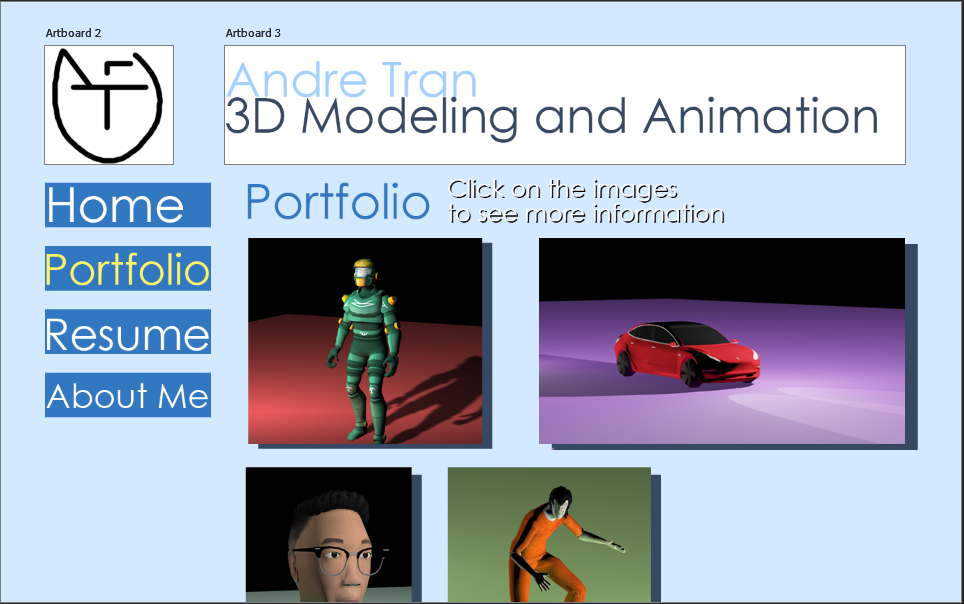 Artboard 2
Artboard 3
Andre Tran
3D Modeling and Animation
Home
Portfolio
Resume
About Me
Portfolio
Click on the images
to see more information